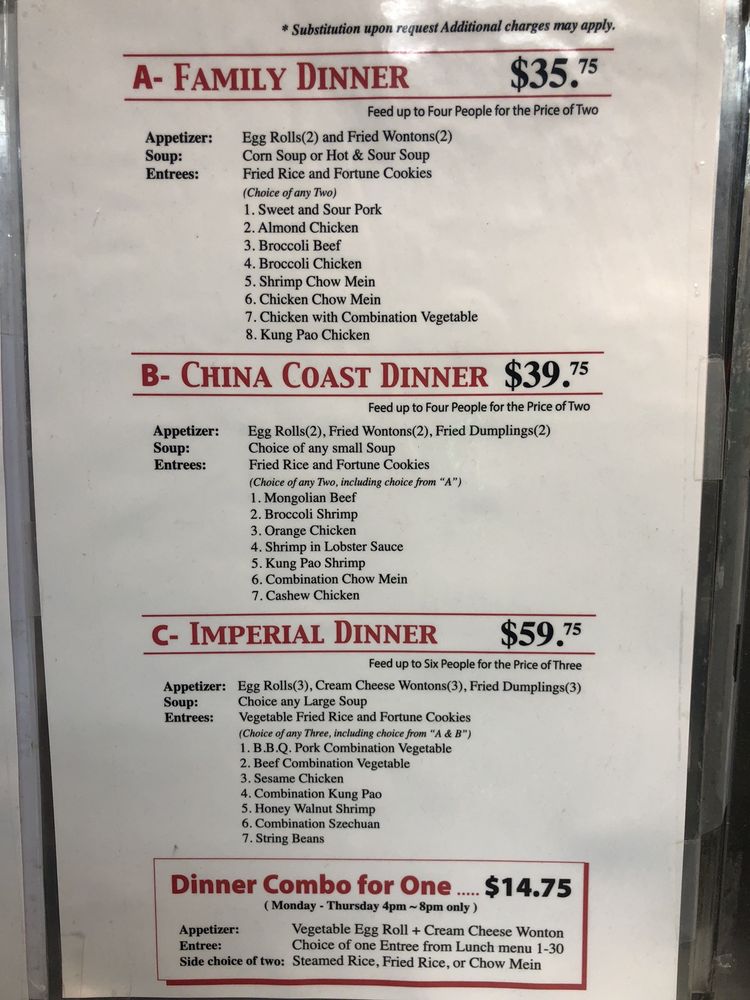 * Substitution upon request Additional charges may apply.
A- FAMILY DINNER $35.75
Feed up to Four People for the Price of Two
Appetizer: Egg Rolls(2) and Fried Wontons(2)
Soup: Corn Soup or Hot & Sour Soup
Entrees: Fried Rice and Fortune Cookies
(Choice of any Two)
1. Sweet and Sour Pork
2. Almond Chicken
3. Broccoli Beef
4. Broccoli Chicken
5. Shrimp Chow Mein
6. Chicken Chow Mein
7. Chicken with Combination Vegetable
8. Kung Pao Chicken
B- CHINA COAST DINNER $39.75
Feed up to Four People for the Price of Two
Appetizer: Egg Rolls(2), Fried Wontons(2), Fried Dumplings(2)
Soup: Choice of any small Soup
Entrees: Fried Rice and Fortune Cookies
(Choice of any Two, including choice from "A")
1. Mongolian Beef
2. Broccoli Shrimp
3. Orange Chicken
4. Shrimp in Lobster Sauce
5. Kung Pao Shrimp
6. Combination Chow Mein
7. Cashew Chicken
C- IMPERIAL DINNER $59.75
Feed up to Six People for the Price of Three
Appetizer: Egg Rolls(3), Cream Cheese Wontons(3), Fried Dumplings(3)
Soup: Choice any Large Soup
Entrees: Vegetable Fried Rice and Fortune Cookies
(Choice of any Three, including choice from "A & B")
1. B.B.Q. Pork Combination Vegetable
2. Beef Combination Vegetable
3. Sesame Chicken
4. Combination Kung Pao
5. Honey Walnut Shrimp
6. Combination Szechuan
7. String Beans
Dinner Combo for One ..... $14.75
( Monday - Thursday 4pm ~ 8pm only )
Appetizer: Vegetable Egg Roll + Cream Cheese Wonton
Entree: Choice of one Entree from Lunch menu 1-30
Side choice of two: Steamed Rice, Fried Rice, or Chow Mein